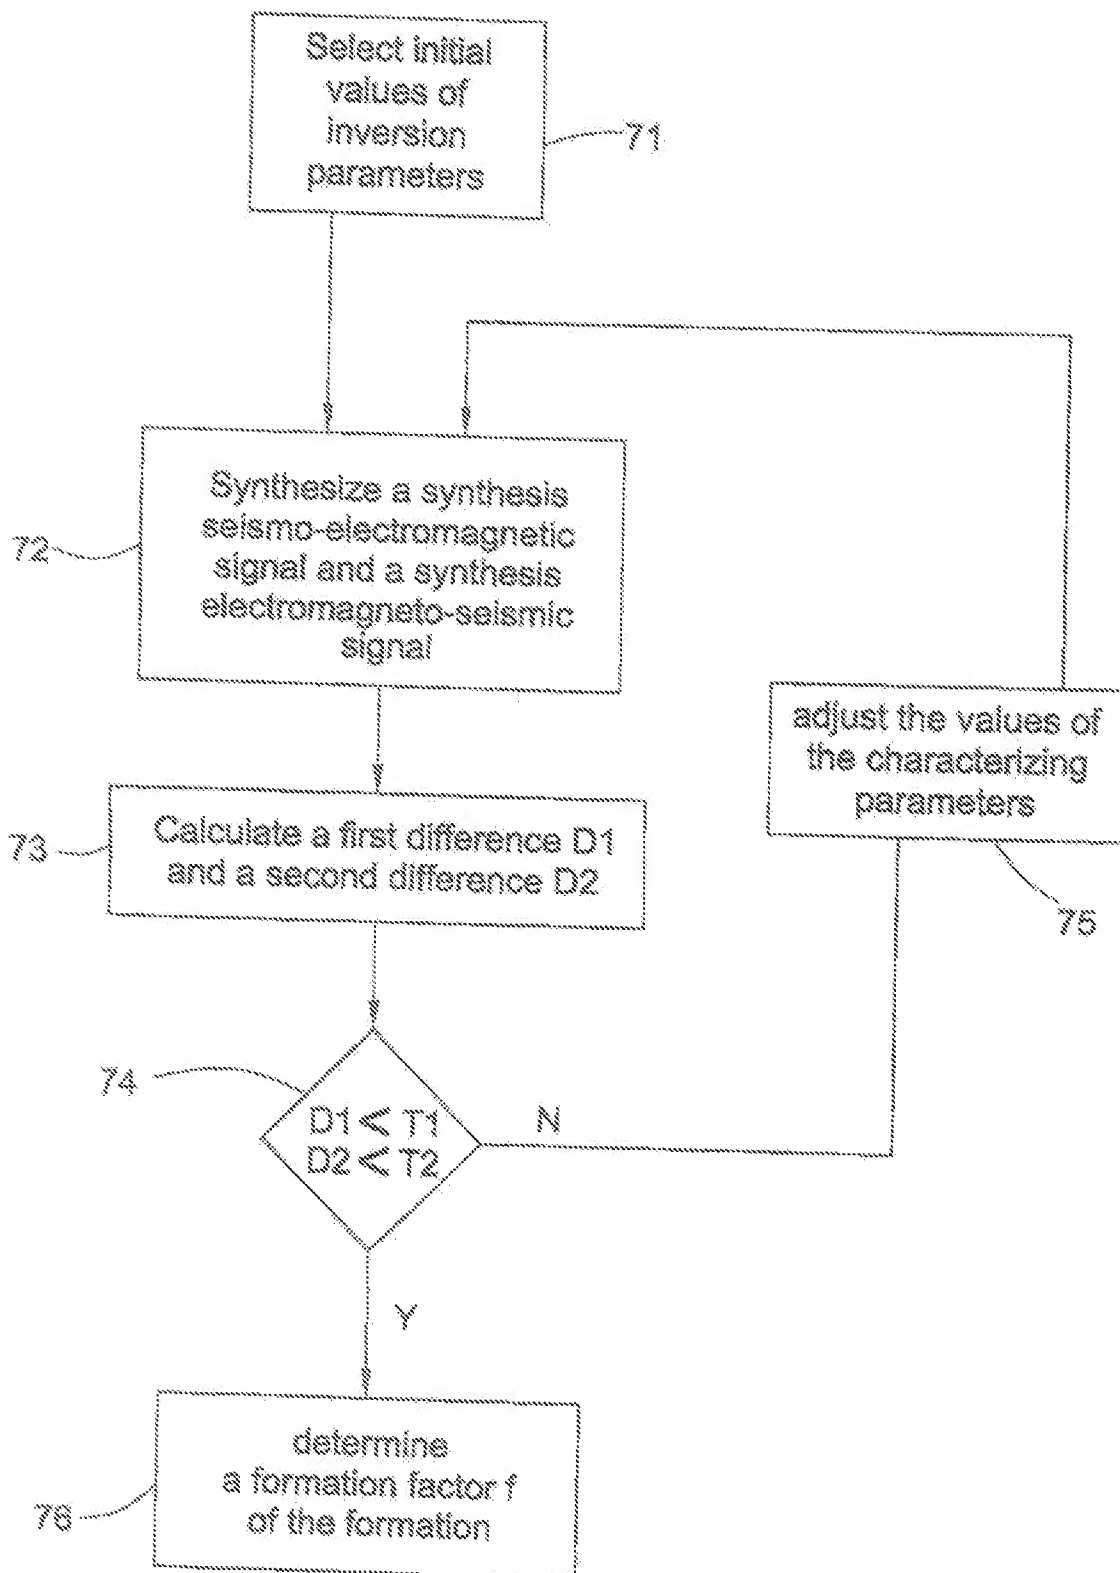 Select initial
values of
inversion
parameters
71
72
Synthesize a synthesis
seismo-electromagnetic
signal and a synthesis
electromagneto-seismic
signal
adjust the values of
the characterizing
parameters
75
73
Calculate a first difference D1
and a second difference D2
74
D1 < T1
D2 < T2
N
Y
76
determine
a formation factor f
of the formation